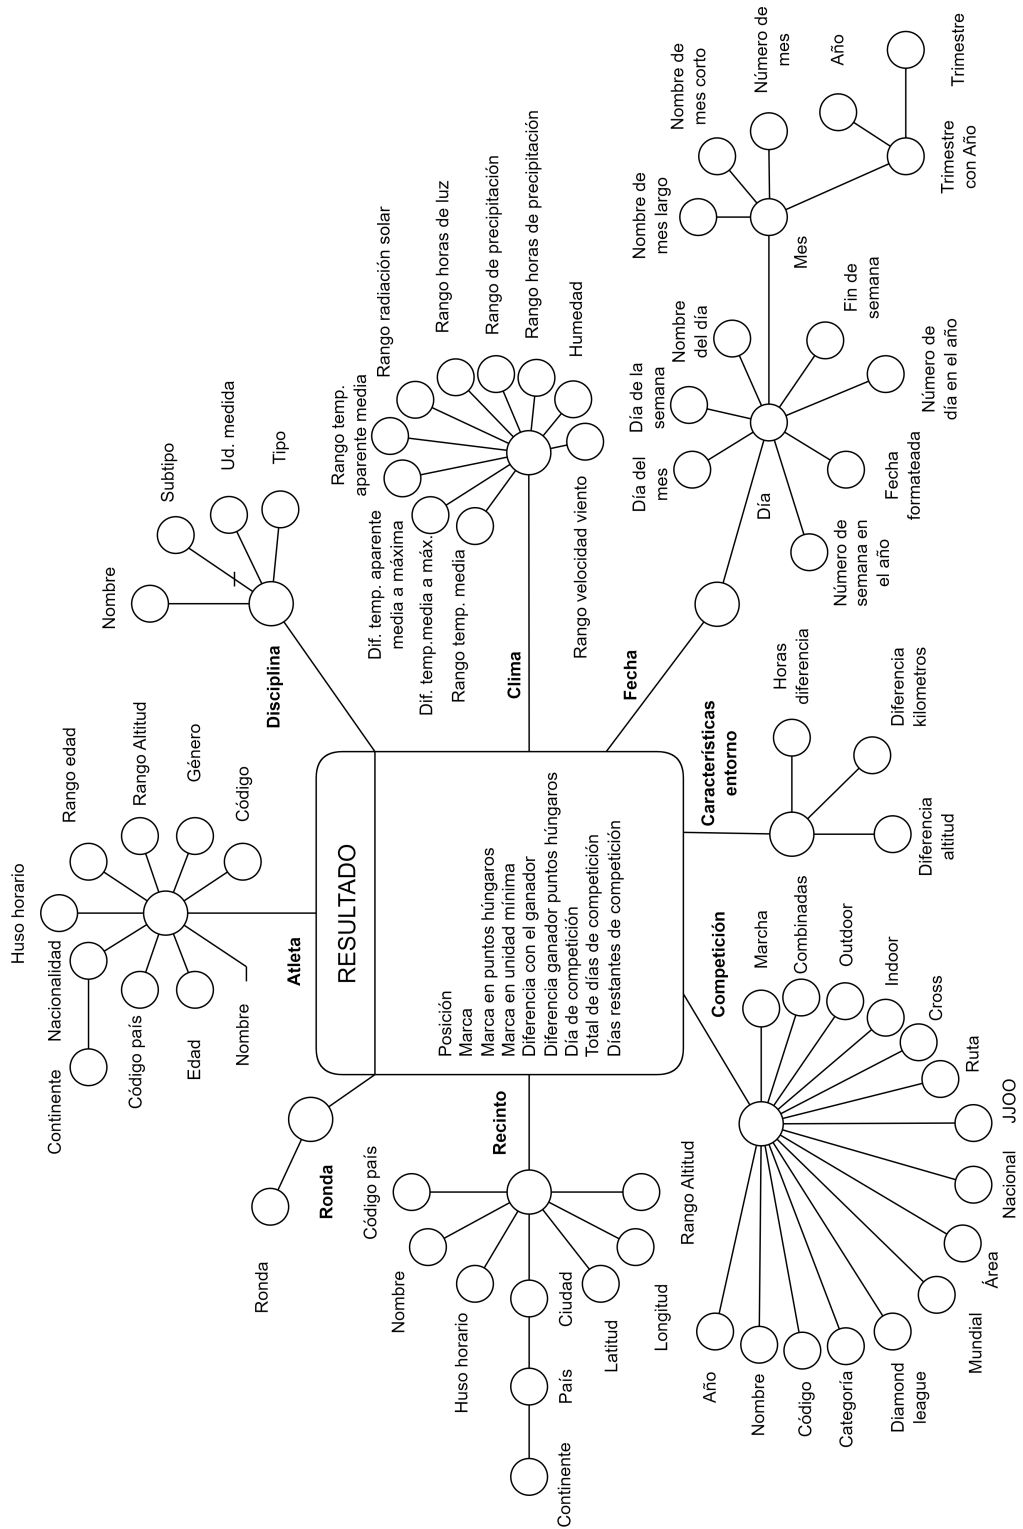 RESULTADO
Posición
Marca
Marca en puntos húngaros
Marca en unidad mínima
Diferencia con el ganador
Diferencia ganador puntos húngaros
Día de competición
Total de días de competición
Días restantes de competición
Ronda
Ronda
Atleta
Continente
Nacionalidad
Huso horario
Rango edad
Rango Altitud
Género
Código
Código país
Edad
Nombre
Disciplina
Nombre
Subtipo
Ud. medida
Tipo
Clima
Rango temp. media
Dif. temp.media a máx.
Dif. temp. aparente
media a máxima
Rango temp.
aparente media
Rango radiación solar
Rango horas de luz
Rango de precipitación
Rango horas de precipitación
Humedad
Rango velocidad viento
Fecha
Día
Día del
mes
Día de la
semana
Nombre
del día
Fin de
semana
Número de
día en el año
Fecha
formateada
Número de
semana en
el año
Mes
Nombre de
mes largo
Nombre de
mes corto
Número de
mes
Trimestre
con Año
Año
Trimestre
Características
entorno
Horas
diferencia
Diferencia
kilometros
Diferencia
altitud
Competición
Marcha
Combinadas
Outdoor
Indoor
Cross
Ruta
JJOO
Nacional
Área
Mundial
Diamond
league
Categoría
Código
Nombre
Año
Recinto
Código país
Nombre
Huso horario
Ciudad
País
Continente
Latitud
Longitud
Rango Altitud